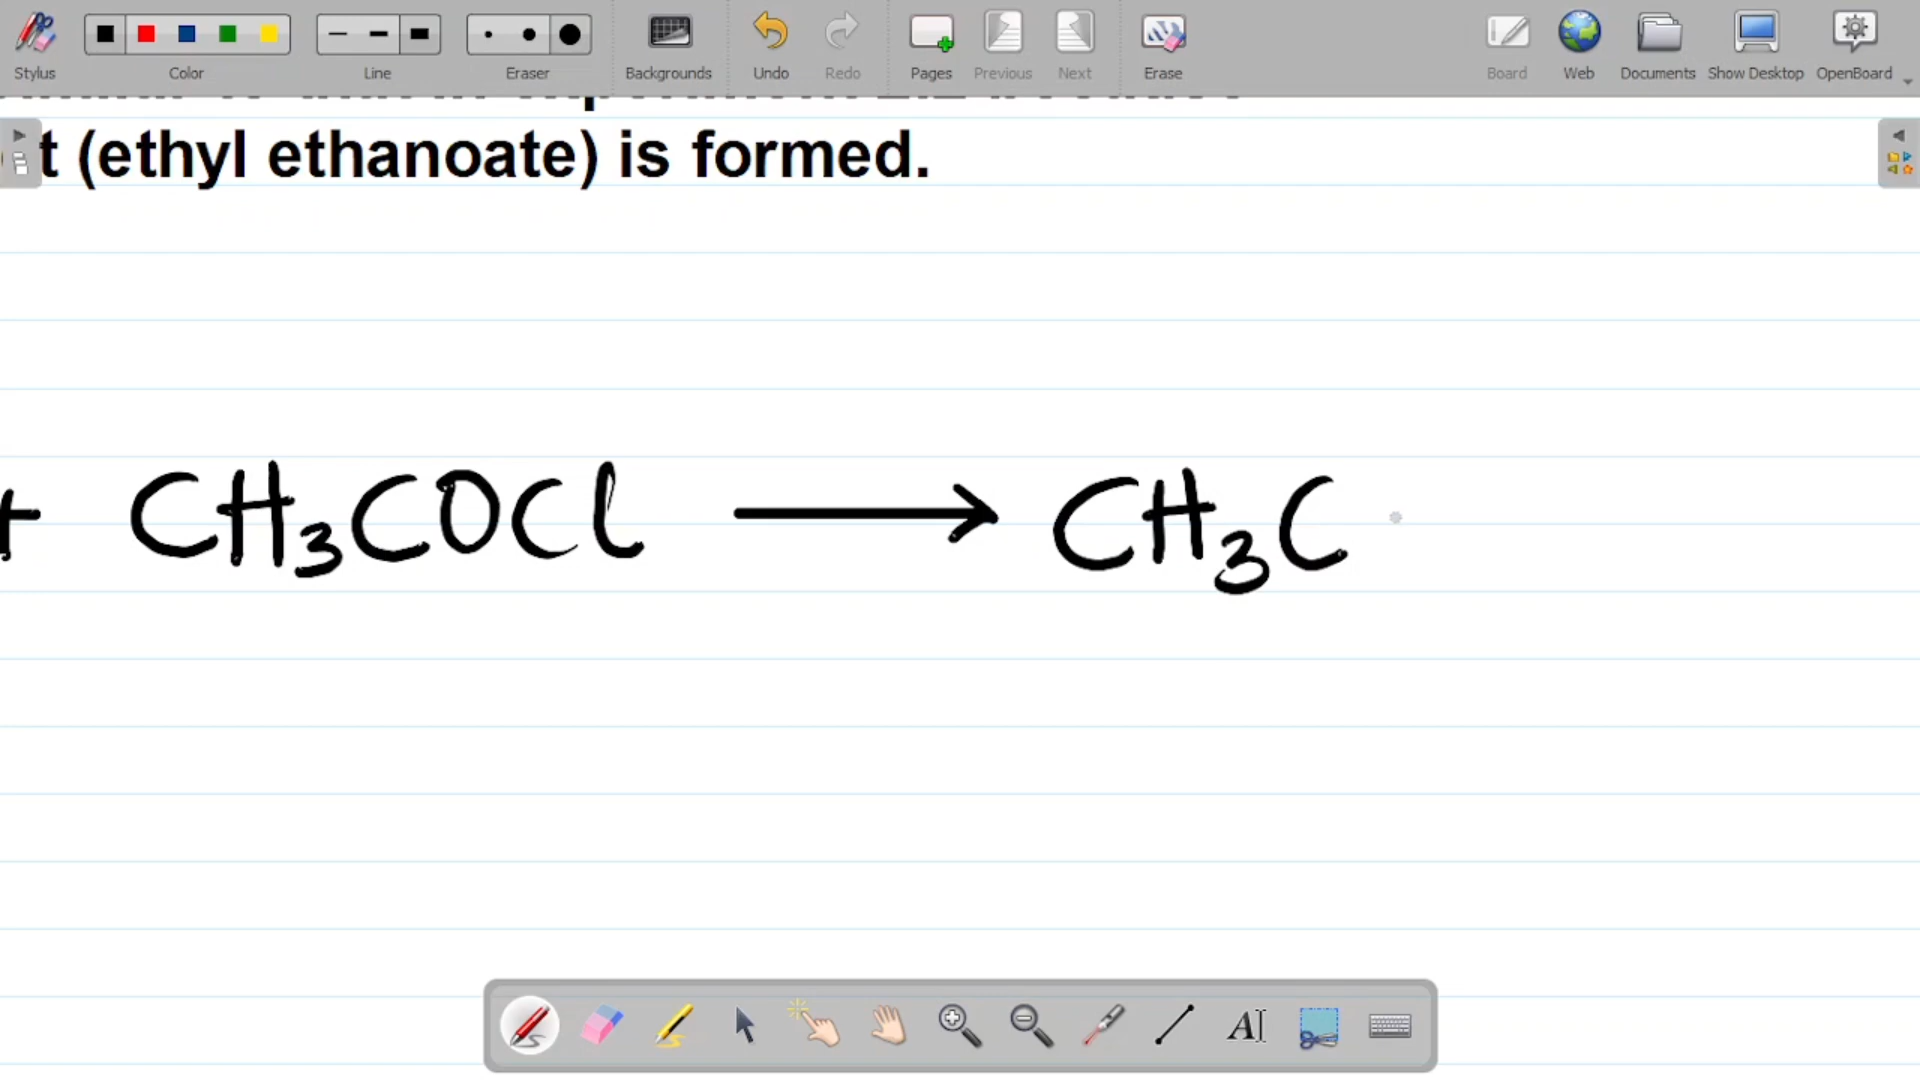 Stylus Color Line Eraser Backgrounds Undo Redo Pages Previous Next Erase Board Web Documents Show Desktop OpenBoard
t (ethyl ethanoate) is formed.
+ CH₃COCl ⟶ CH₃C